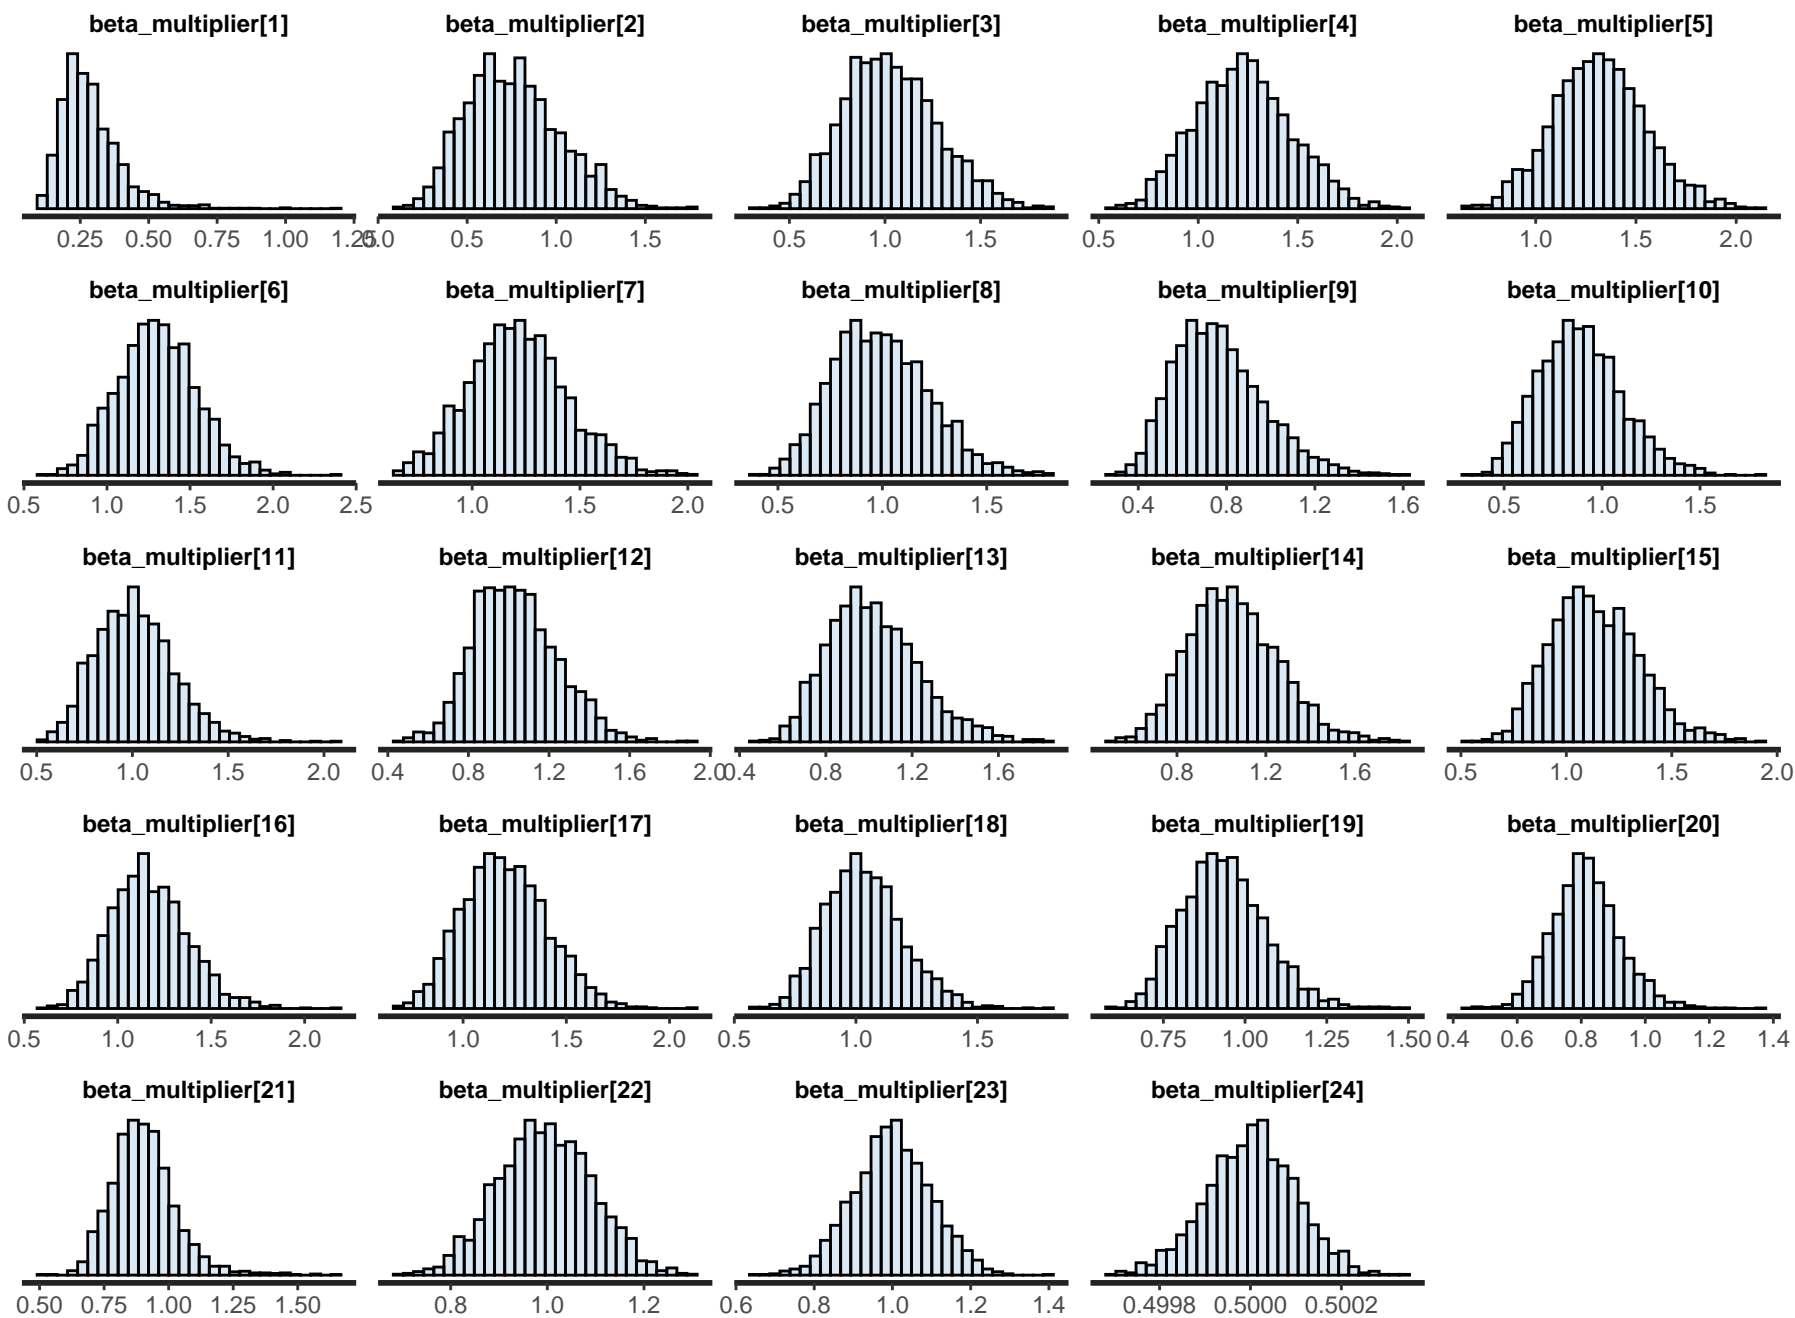 beta_multiplier[1] beta_multiplier[2] beta_multiplier[3] beta_multiplier[4] beta_multiplier[5]
0.25 0.50 0.75 1.00 1.25 0.0 0.5 1.0 1.5 0.5 1.0 1.5 0.5 1.0 1.5 2.0 1.0 1.5 2.0
beta_multiplier[6] beta_multiplier[7] beta_multiplier[8] beta_multiplier[9] beta_multiplier[10]
0.5 1.0 1.5 2.0 2.5 1.0 1.5 2.0 0.5 1.0 1.5 0.4 0.8 1.2 1.6 0.5 1.0 1.5
beta_multiplier[11] beta_multiplier[12] beta_multiplier[13] beta_multiplier[14] beta_multiplier[15]
0.5 1.0 1.5 2.0 0.4 0.8 1.2 1.6 2.0 0.4 0.8 1.2 1.6 0.8 1.2 1.6 0.5 1.0 1.5 2.0
beta_multiplier[16] beta_multiplier[17] beta_multiplier[18] beta_multiplier[19] beta_multiplier[20]
0.5 1.0 1.5 2.0 1.0 1.5 2.0 0.5 1.0 1.5 0.75 1.00 1.25 1.50 0.4 0.6 0.8 1.0 1.2 1.4
beta_multiplier[21] beta_multiplier[22] beta_multiplier[23] beta_multiplier[24]
0.50 0.75 1.00 1.25 1.50 0.8 1.0 1.2 0.6 0.8 1.0 1.2 1.4 0.4998 0.5000 0.5002